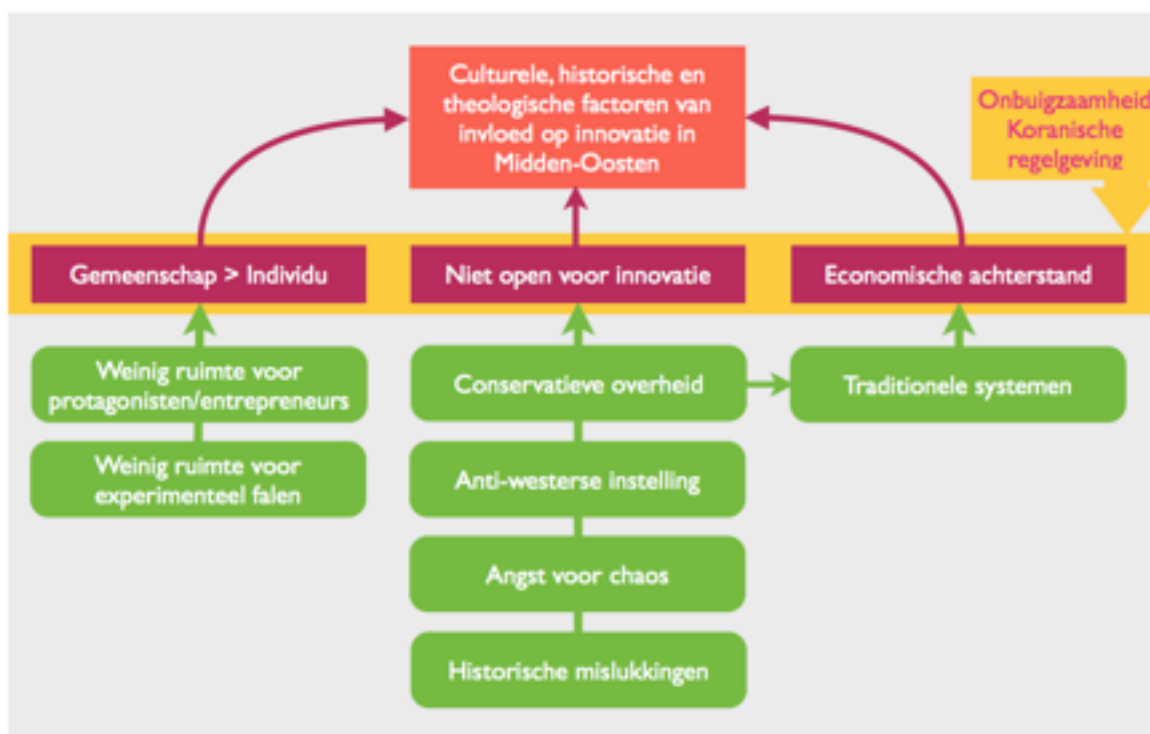 Culturele, historische en
theologische factoren van
invloed op innovatie in
Midden-Oosten
Onbuigzaamheid
Koranische
regelgeving
Gemeenschap > Individu
Niet open voor innovatie
Economische achterstand
Weinig ruimte voor
protagonisten/entrepreneurs
Conservatieve overheid
Traditionele systemen
Weinig ruimte voor
experimenteel falen
Anti-westerse instelling
Angst voor chaos
Historische mislukkingen